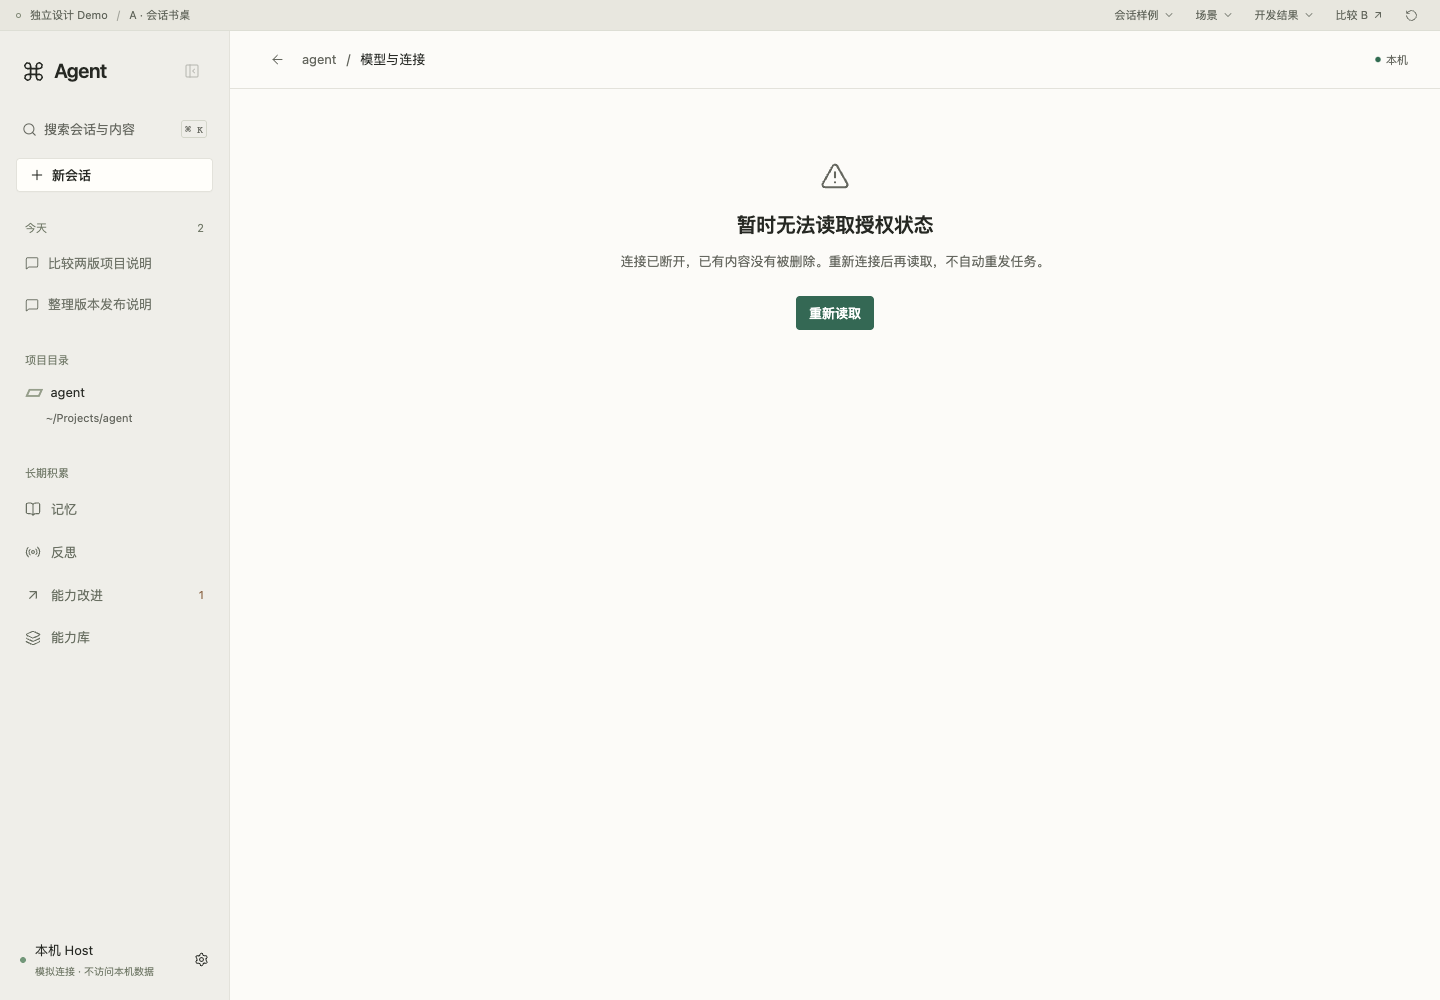 独立设计 Demo / A · 会话书桌
会话样例
场景
开发结果
比较 B
Agent
搜索会话与内容
⌘ K
新会话
今天 2
比较两版项目说明
整理版本发布说明
项目目录
agent
~/Projects/agent
长期积累
记忆
反思
能力改进 1
能力库
本机 Host
模拟连接 · 不访问本机数据
agent / 模型与连接
本机
暂时无法读取授权状态
连接已断开，已有内容没有被删除。重新连接后再读取，不自动重发任务。
重新读取